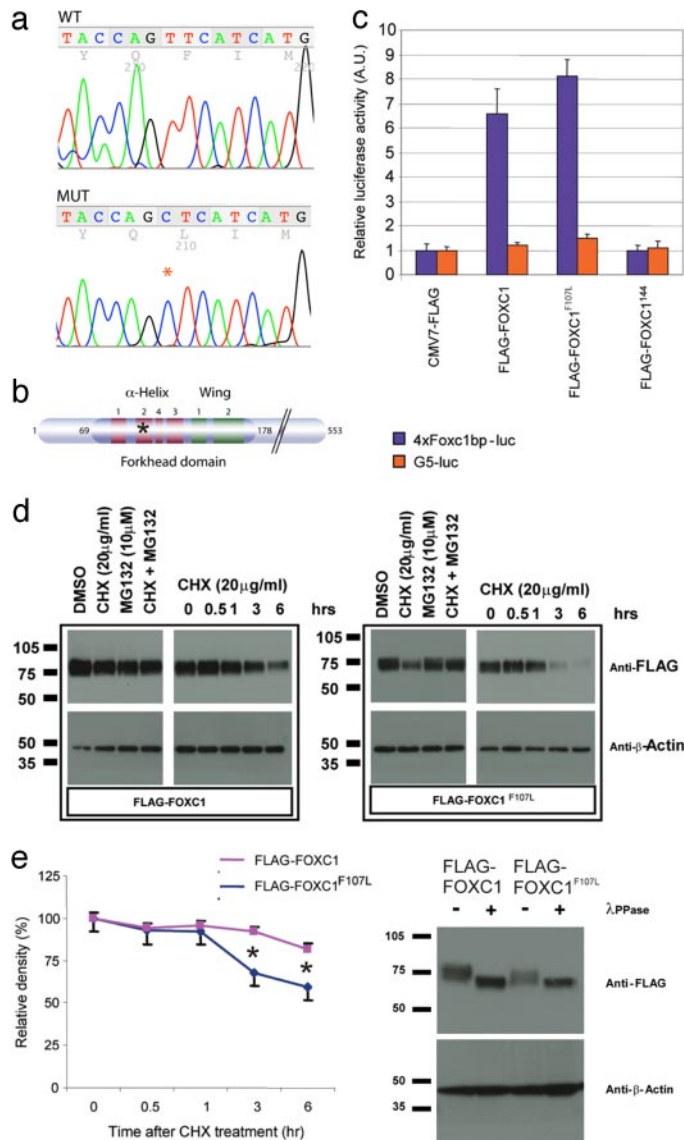 a
WT
T A C C A G T T C A T C A T G
Y Q F I M
210
220
MUT
T A C C A G C T C A T C A T G
Y Q L I M
210
*
b
α-Helix Wing
1 2 4 3 1 2
1 69 * 178 553
Forkhead domain
c
Relative luciferase activity (A.U.)
10
9
8
7
6
5
4
3
2
1
0
CMV7-FLAG
FLAG-FOXC1
FLAG-FOXC1F107L
FLAG-FOXC1144
4xFoxc1bp-luc
G5-luc
d
DMSO
CHX (20µg/ml)
MG132 (10µM)
CHX + MG132
CHX (20µg/ml)
0 0.5 1 3 6 hrs
105
75
50
50
35
FLAG-FOXC1
DMSO
CHX (20µg/ml)
MG132 (10µM)
CHX + MG132
CHX (20µg/ml)
0 0.5 1 3 6 hrs
105
75
50
Anti-FLAG
50
35
Anti-β-Actin
FLAG-FOXC1 F107L
e
FLAG-FOXC1
FLAG-FOXC1F107L
Relative density (%)
125
100
75
50
25
0
* *
0 0.5 1 3 6
Time after CHX treatment (hr)
FLAG-FOXC1 FLAG-FOXC1F107L
- + - + λPPase
105
75
50
Anti-FLAG
50
35
Anti-β-Actin